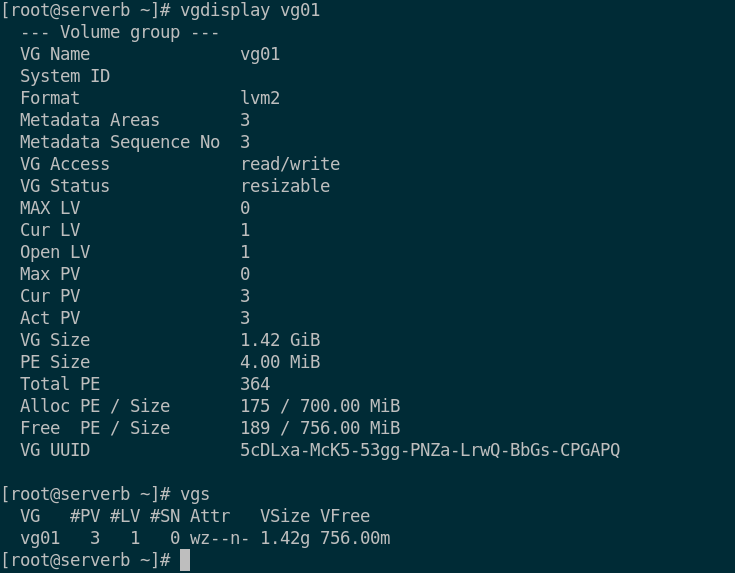 [root@serverb ~]# vgdisplay vg01
  --- Volume group ---
  VG Name               vg01
  System ID
  Format                lvm2
  Metadata Areas        3
  Metadata Sequence No  3
  VG Access             read/write
  VG Status             resizable
  MAX LV                0
  Cur LV                1
  Open LV               1
  Max PV                0
  Cur PV                3
  Act PV                3
  VG Size               1.42 GiB
  PE Size               4.00 MiB
  Total PE              364
  Alloc PE / Size       175 / 700.00 MiB
  Free  PE / Size       189 / 756.00 MiB
  VG UUID               5cDLxa-McK5-53gg-PNZa-LrwQ-BbGs-CPGAPQ

[root@serverb ~]# vgs
  VG   #PV #LV #SN Attr   VSize VFree
  vg01   3   1   0 wz--n- 1.42g 756.00m
[root@serverb ~]#